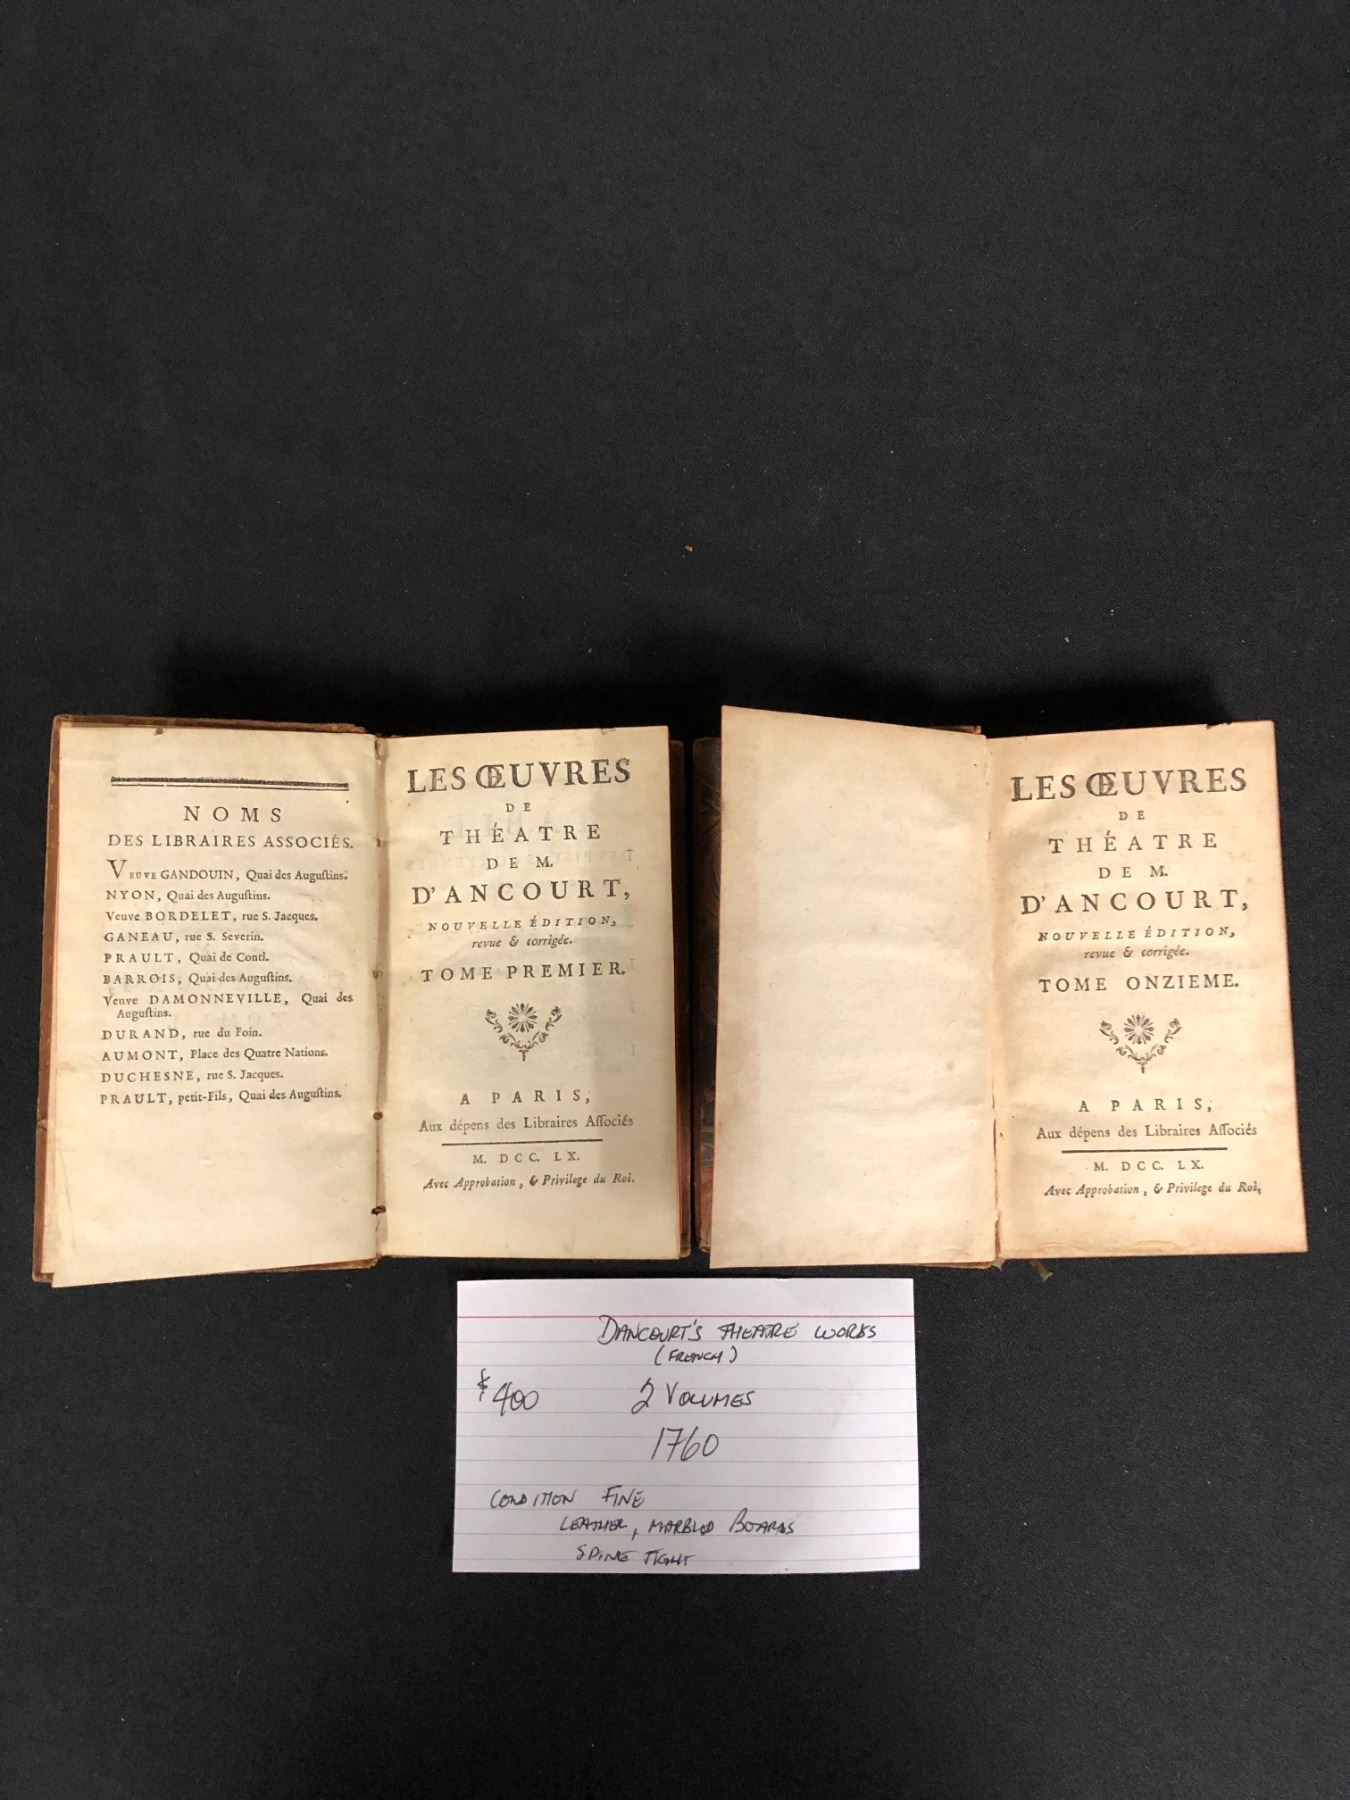 NOMS
DES LIBRAIRES ASSOCIÉS.
VEUVE GANDOUIN, Quai des Auguſtins.
NYON, Quai des Auguſtins.
Veuve BORDELET, rue S. Jacques.
GANEAU, rue S. Severin.
PRAULT, Quai de Conti.
BARROIS, Quai des Auguſtins.
Veuve DAMONNEVILLE, Quai des
Auguſtins.
DURAND, rue du Foin.
AUMONT, Place des Quatre Nations.
DUCHESNE, rue S. Jacques.
PRAULT, petit-Fils, Quai des Auguſtins.
LES ŒUVRES
DE
THÉATRE
DE M.
D'ANCOURT,
NOUVELLE ÉDITION,
revue & corrigée.
TOME PREMIER.
A PARIS,
Aux dépens des Libraires Aſſociés
M. DCC. LX.
Avec Approbation, & Privilege du Roi.
LES ŒUVRES
DE
THÉATRE
DE M.
D'ANCOURT,
NOUVELLE ÉDITION,
revue & corrigée.
TOME ONZIEME.
A PARIS,
Aux dépens des Libraires Aſſociés
M. DCC. LX.
Avec Approbation, & Privilege du Roi.
DANCOURT'S THEATRE WORKS
(FRENCH)
$400 2 VOLUMES
1760
CONDITION FINE
LEATHER, MARBLED BOARDS
SPINE TIGHT